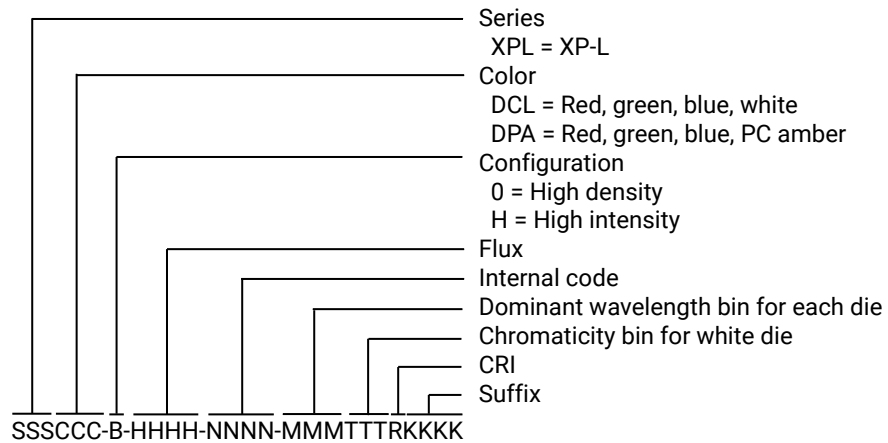 Series
XPL = XP-L
Color
DCL = Red, green, blue, white
DPA = Red, green, blue, PC amber
Configuration
0 = High density
H = High intensity
Flux
Internal code
Dominant wavelength bin for each die
Chromaticity bin for white die
CRI
Suffix
SSSCCC-B-HHHH-NNNN-MMMTTTRKKKK